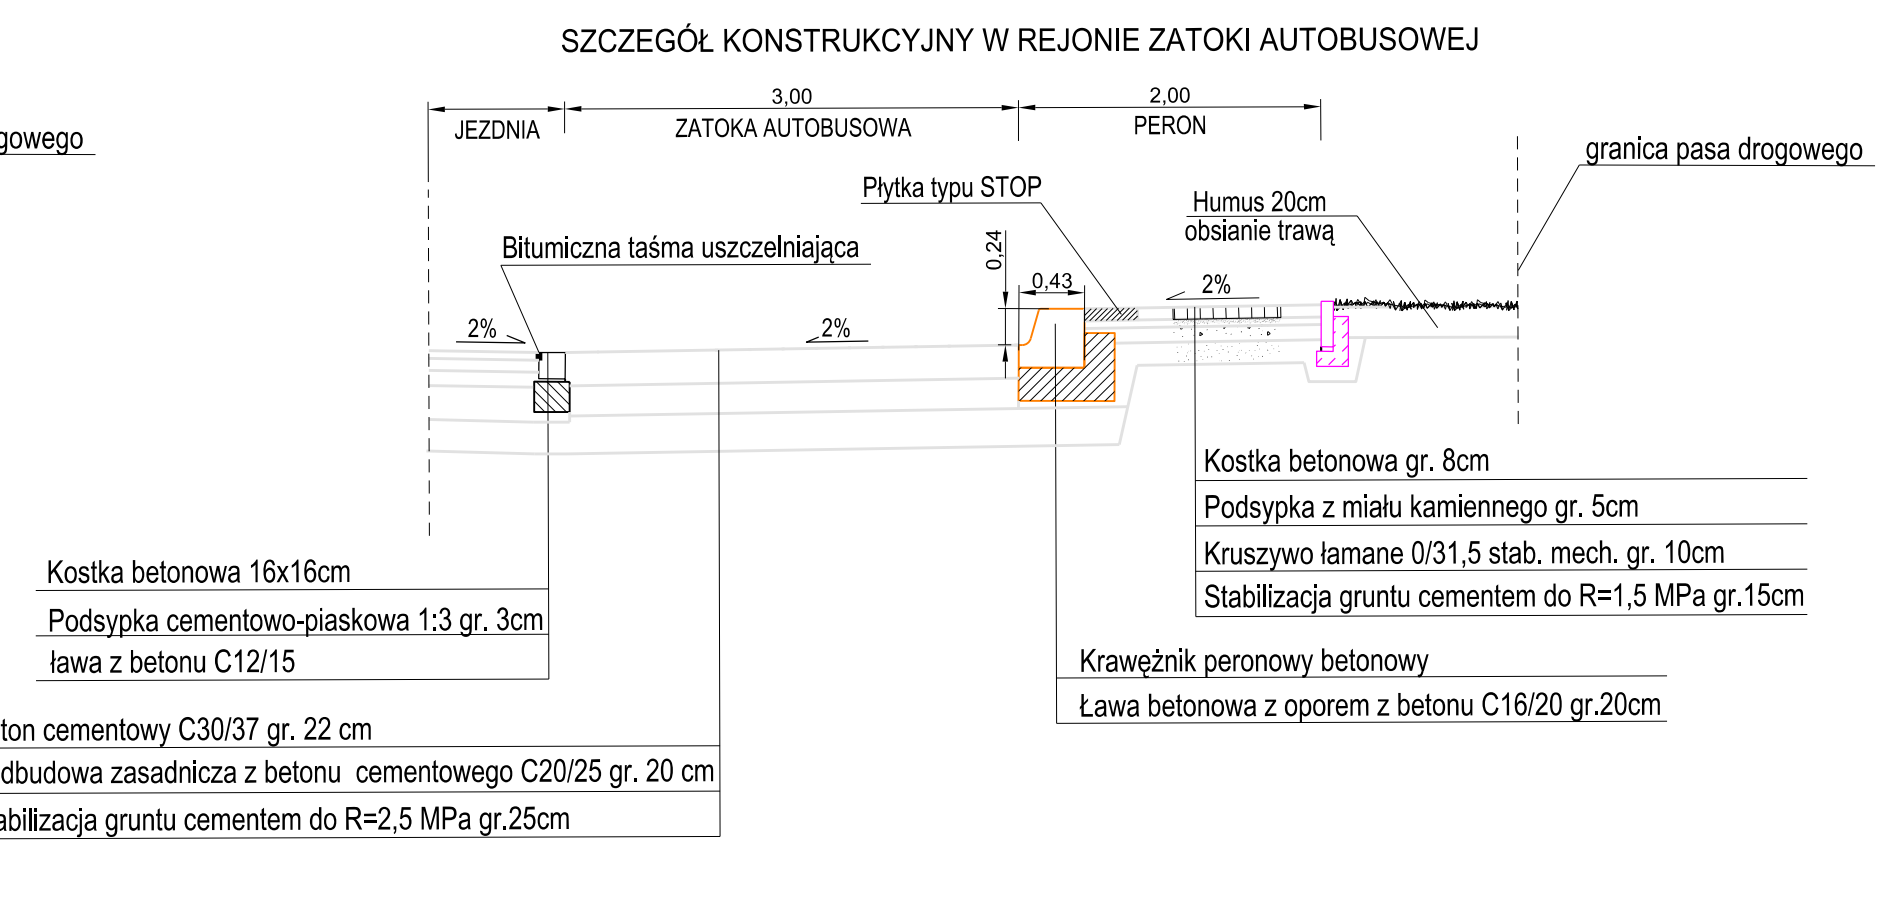 SZCZEGÓŁ KONSTRUKCYJNY W REJONIE ZATOKI AUTOBUSOWEJ
3,00
2,00
JEZDNIA
ZATOKA AUTOBUSOWA
PERON
granica pasa drogowego
Płytka typu STOP
Humus 20cm
obsianie trawą
Bitumiczna taśma uszczelniająca
0,24
0,43
2%
2%
2%
Kostka betonowa gr. 8cm
Podsypka z miału kamiennego gr. 5cm
Kruszywo łamane 0/31,5 stab. mech. gr. 10cm
Stabilizacja gruntu cementem do R=1,5 MPa gr.15cm
Kostka betonowa 16x16cm
Podsypka cementowo-piaskowa 1:3 gr. 3cm
ława z betonu C12/15
Krawężnik peronowy betonowy
Ława betonowa z oporem z betonu C16/20 gr.20cm
cementowy C30/37 gr. 22 cm
zasadnicza z betonu cementowego C20/25 gr. 20 cm
gruntu cementem do R=2,5 MPa gr.25cm